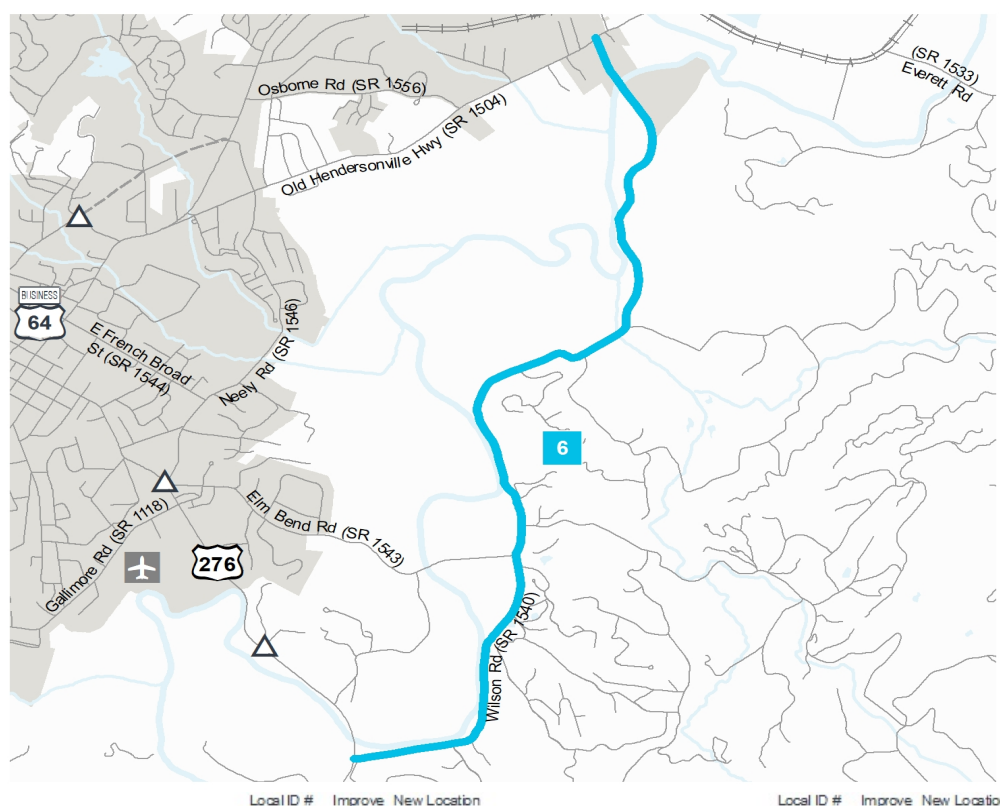 (SR 1533)
Everett Rd
Osborne Rd (SR 1556)
Old Hendersonville Hwy (SR 1504)
BUSINESS
64
E French Broad
St (SR 1544)
Neely Rd (SR 1546)
6
Elm Bend Rd (SR 1543)
Gallimore Rd (SR 1118)
276
Wilson Rd (SR 1540)
Local ID # Improve New Location
Local ID # Improve New Locatio